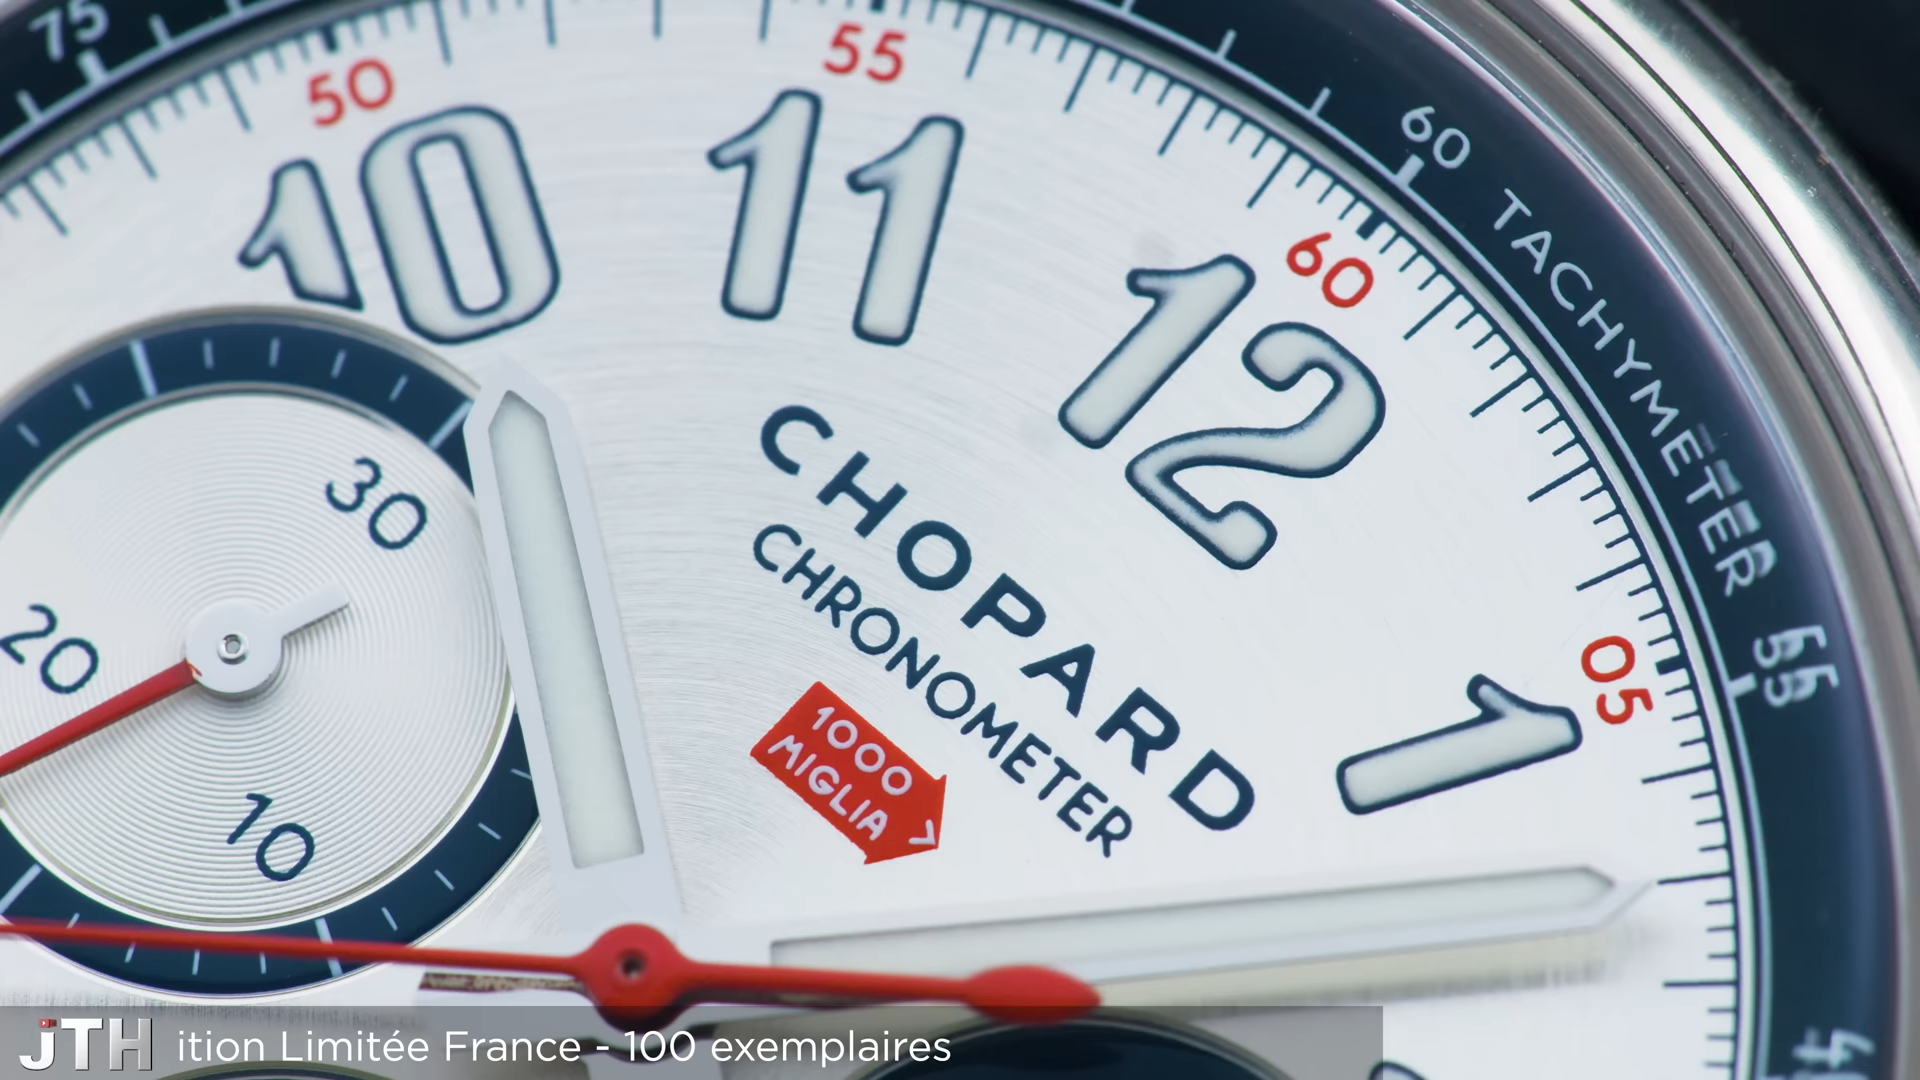 75
50
55
60
TACHYMETER
55
10
11
12
1
60
05
30
20
10
CHOPARD
CHRONOMETER
1000
MIGLIA
JTH
ition Limitée France - 100 exemplaires